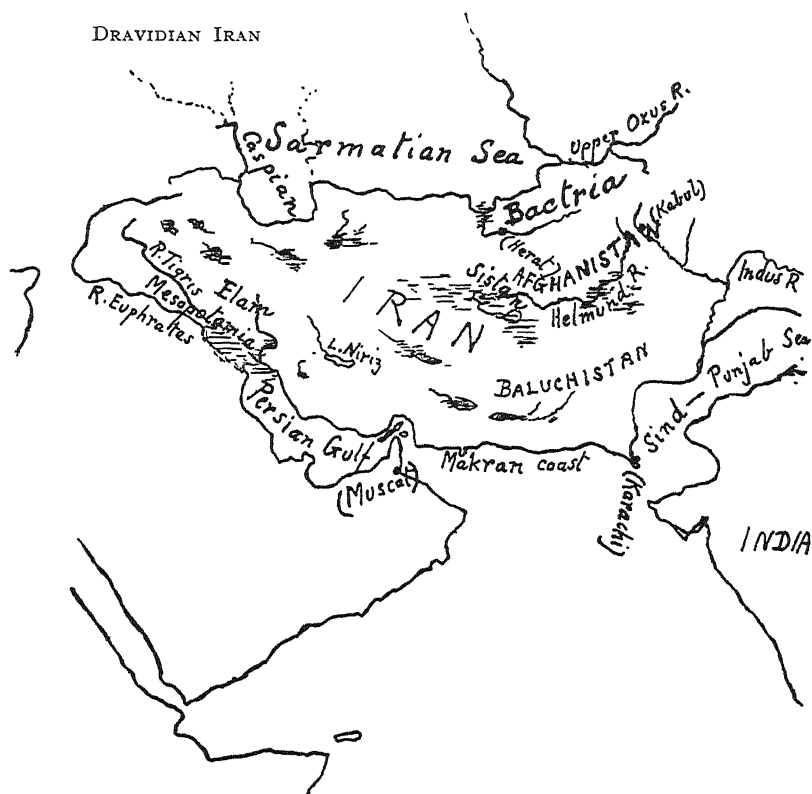 DRAVIDIAN IRAN
Upper Oxus R.
Sarmatian Sea
Caspian
Bactria
(Kabul)
(Herat)
AFGHANISTAN
Sistan
Indus R
R. Tigris
Elam
Mesopotamia
R. Euphraltes
IRAN
Helmund. R.
L. Niriz
BALUCHISTAN
Sind - Punjab Sea
Persian Gulf
Makran coast
(Muscat)
(Karachi)
INDIA